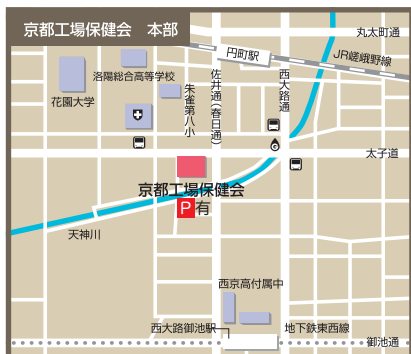 京都工場保健会 本部
丸太町通
円町駅
JR嵯峨野線
洛陽総合高等学校
花園大学
朱雀第八小
佐井通(春日通)
西大路通
太子道
京都工場保健会
P有
天神川
西京高付属中
西大路御池駅
地下鉄東西線
御池通